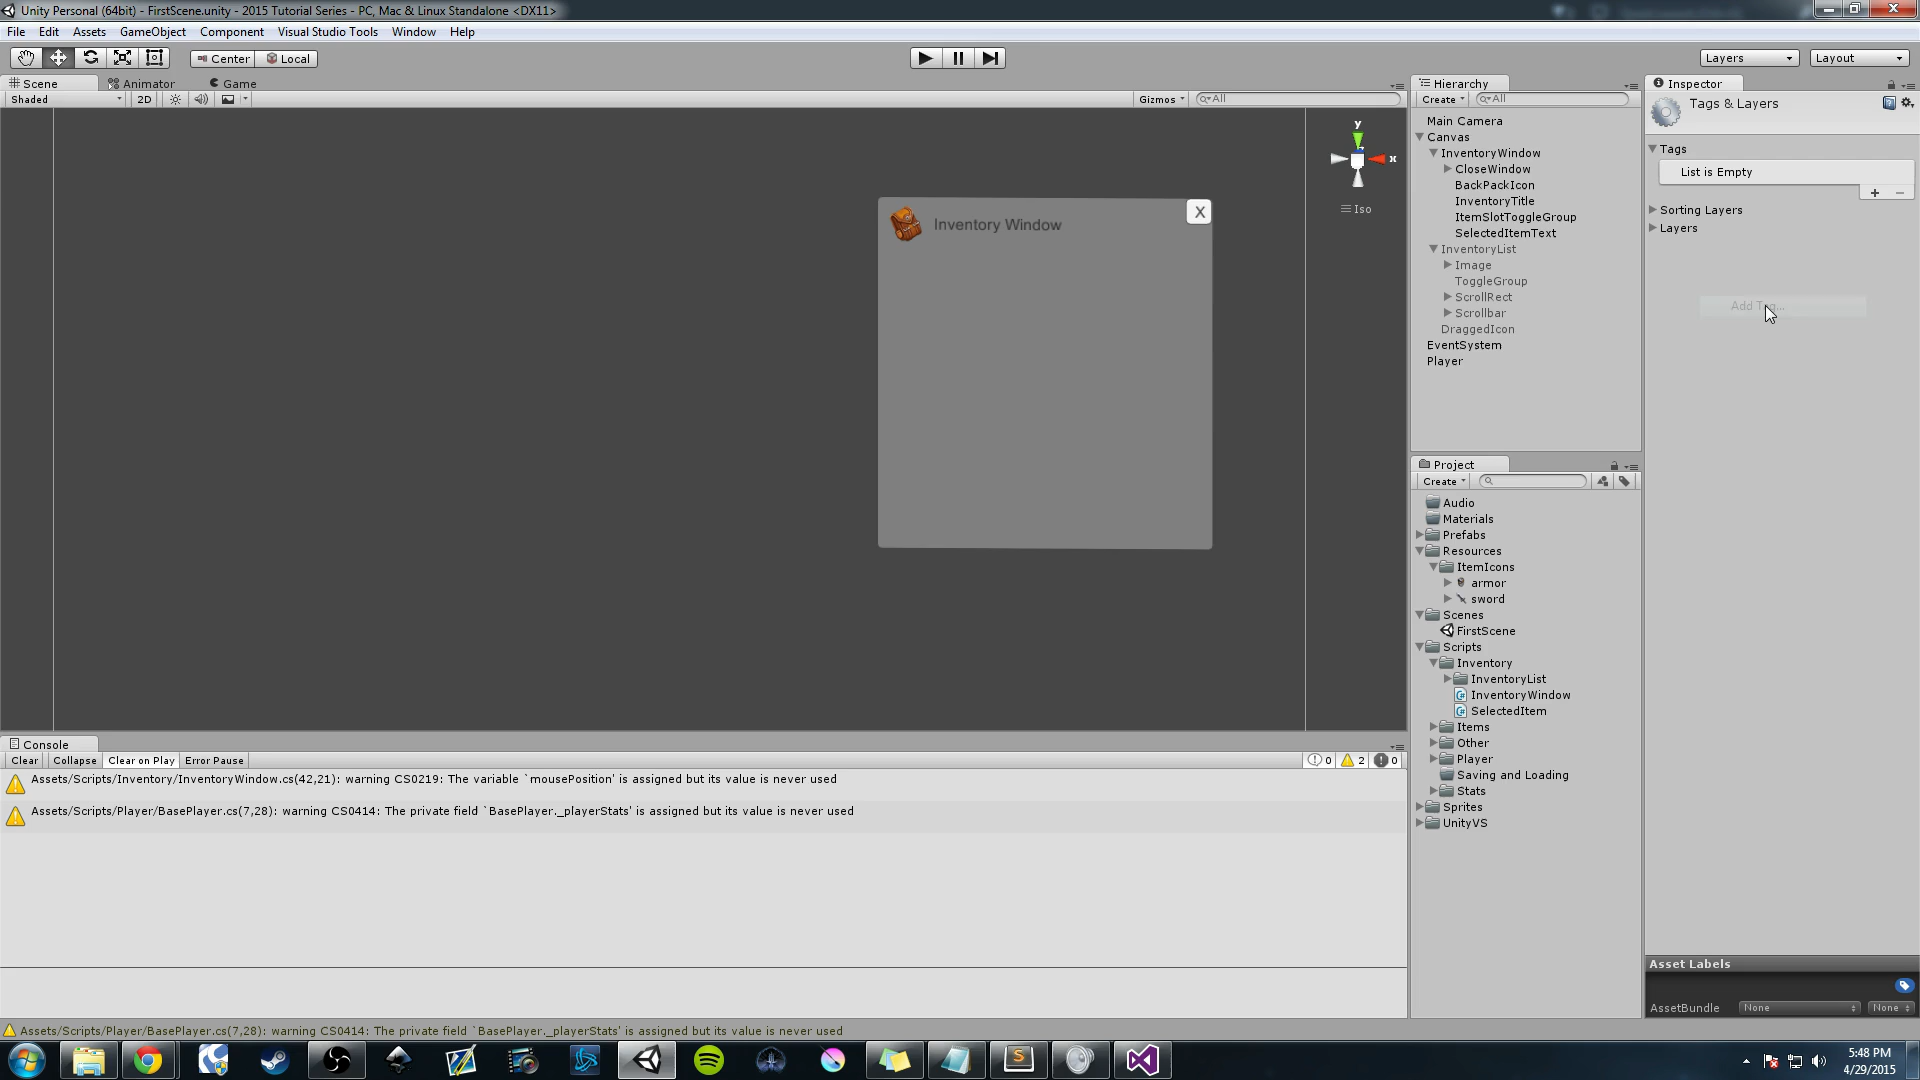 Unity Personal (64bit) - FirstScene.unity - 2015 Tutorial Series - PC, Mac & Linux Standalone <DX11>
File Edit Assets GameObject Component Visual Studio Tools Window Help
Center Local
Layers Layout
Scene Animator Game
Shaded 2D Gizmos All
y
x
Iso
X
Inventory Window
Hierarchy
Create All
Main Camera
Canvas
InventoryWindow
CloseWindow
BackPackIcon
InventoryTitle
ItemSlotToggleGroup
SelectedItemText
InventoryList
Image
ToggleGroup
ScrollRect
Scrollbar
DraggedIcon
EventSystem
Player
Project
Create
Audio
Materials
Prefabs
Resources
ItemIcons
armor
sword
Scenes
FirstScene
Scripts
Inventory
InventoryList
InventoryWindow
SelectedItem
Items
Other
Player
Saving and Loading
Stats
Sprites
UnityVS
Inspector
Tags & Layers
Tags
List is Empty
Sorting Layers
Layers
Asset Labels
AssetBundle None None
Console
Clear Collapse Clear on Play Error Pause 0 2 0
Assets/Scripts/Inventory/InventoryWindow.cs(42,21): warning CS0219: The variable `mousePosition' is assigned but its value is never used
Assets/Scripts/Player/BasePlayer.cs(7,28): warning CS0414: The private field `BasePlayer._playerStats' is assigned but its value is never used
Assets/Scripts/Player/BasePlayer.cs(7,28): warning CS0414: The private field `BasePlayer._playerStats' is assigned but its value is never used
5:48 PM
4/29/2015